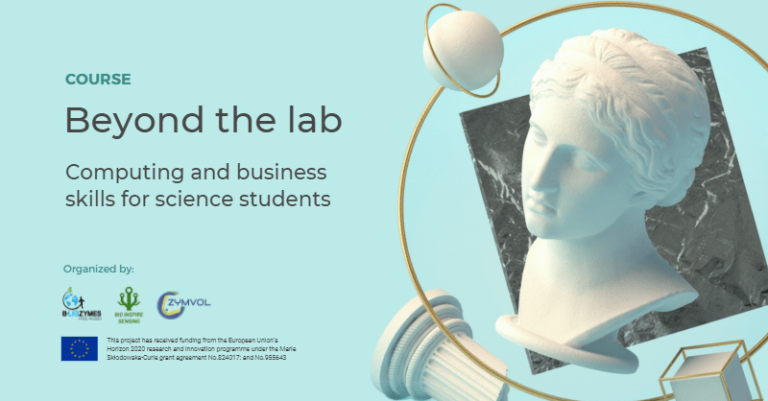 COURSE
Beyond the lab
Computing and business
skills for science students
Organized by:
B-LIGZYMES
BIO INSPIRE
SENSING
ZYMVOL
This project has received funding from the European Union's
Horizon 2020 research and innovation programme under the Marie
Skłodowska-Curie grant agreement No.824017; and No.955643